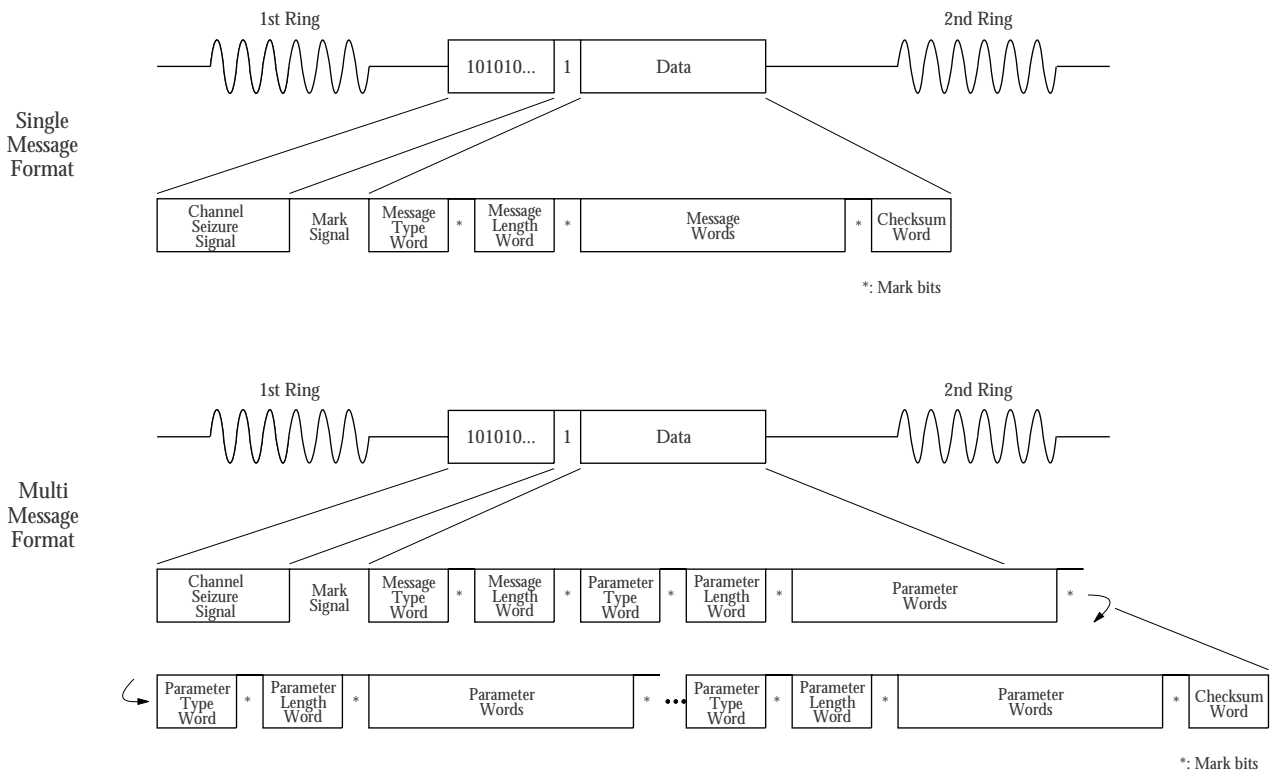 1st Ring
2nd Ring
101010...
1
Data
Single
Message
Format
Channel
Seizure
Signal
Mark
Signal
Message
Type
Word
*
Message
Length
Word
*
Message
Words
*
Checksum
Word
*: Mark bits
1st Ring
2nd Ring
101010...
1
Data
Multi
Message
Format
Channel
Seizure
Signal
Mark
Signal
Message
Type
Word
*
Message
Length
Word
*
Parameter
Type
Word
*
Parameter
Length
Word
*
Parameter
Words
*
Parameter
Type
Word
*
Parameter
Length
Word
*
Parameter
Words
*
•••
Parameter
Type
Word
*
Parameter
Length
Word
*
Parameter
Words
*
Checksum
Word
*: Mark bits